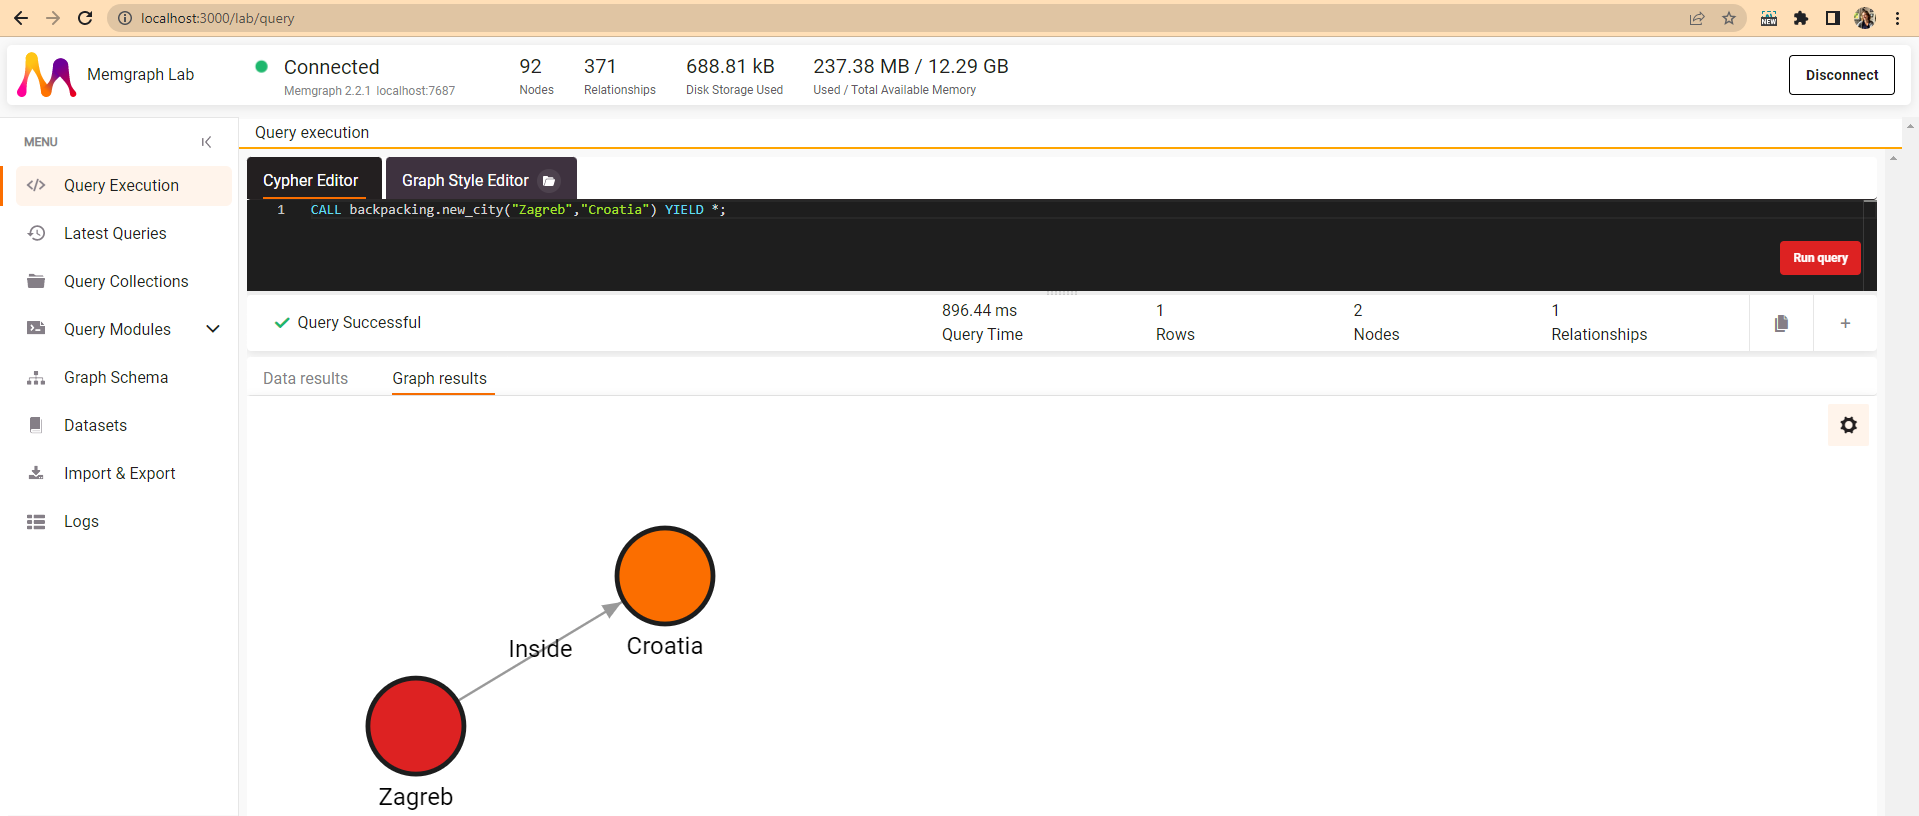 localhost:3000/lab/query
NEW
Memgraph Lab
Connected
Memgraph 2.2.1 localhost:7687
92
Nodes
371
Relationships
688.81 kB
Disk Storage Used
237.38 MB / 12.29 GB
Used / Total Available Memory
Disconnect
MENU
Query Execution
Latest Queries
Query Collections
Query Modules
Graph Schema
Datasets
Import & Export
Logs
Query execution
Cypher Editor
Graph Style Editor
1 CALL backpacking.new_city("Zagreb","Croatia") YIELD *;
Run query
Query Successful
896.44 ms
Query Time
1
Rows
2
Nodes
1
Relationships
Data results
Graph results
Croatia
Inside
Zagreb